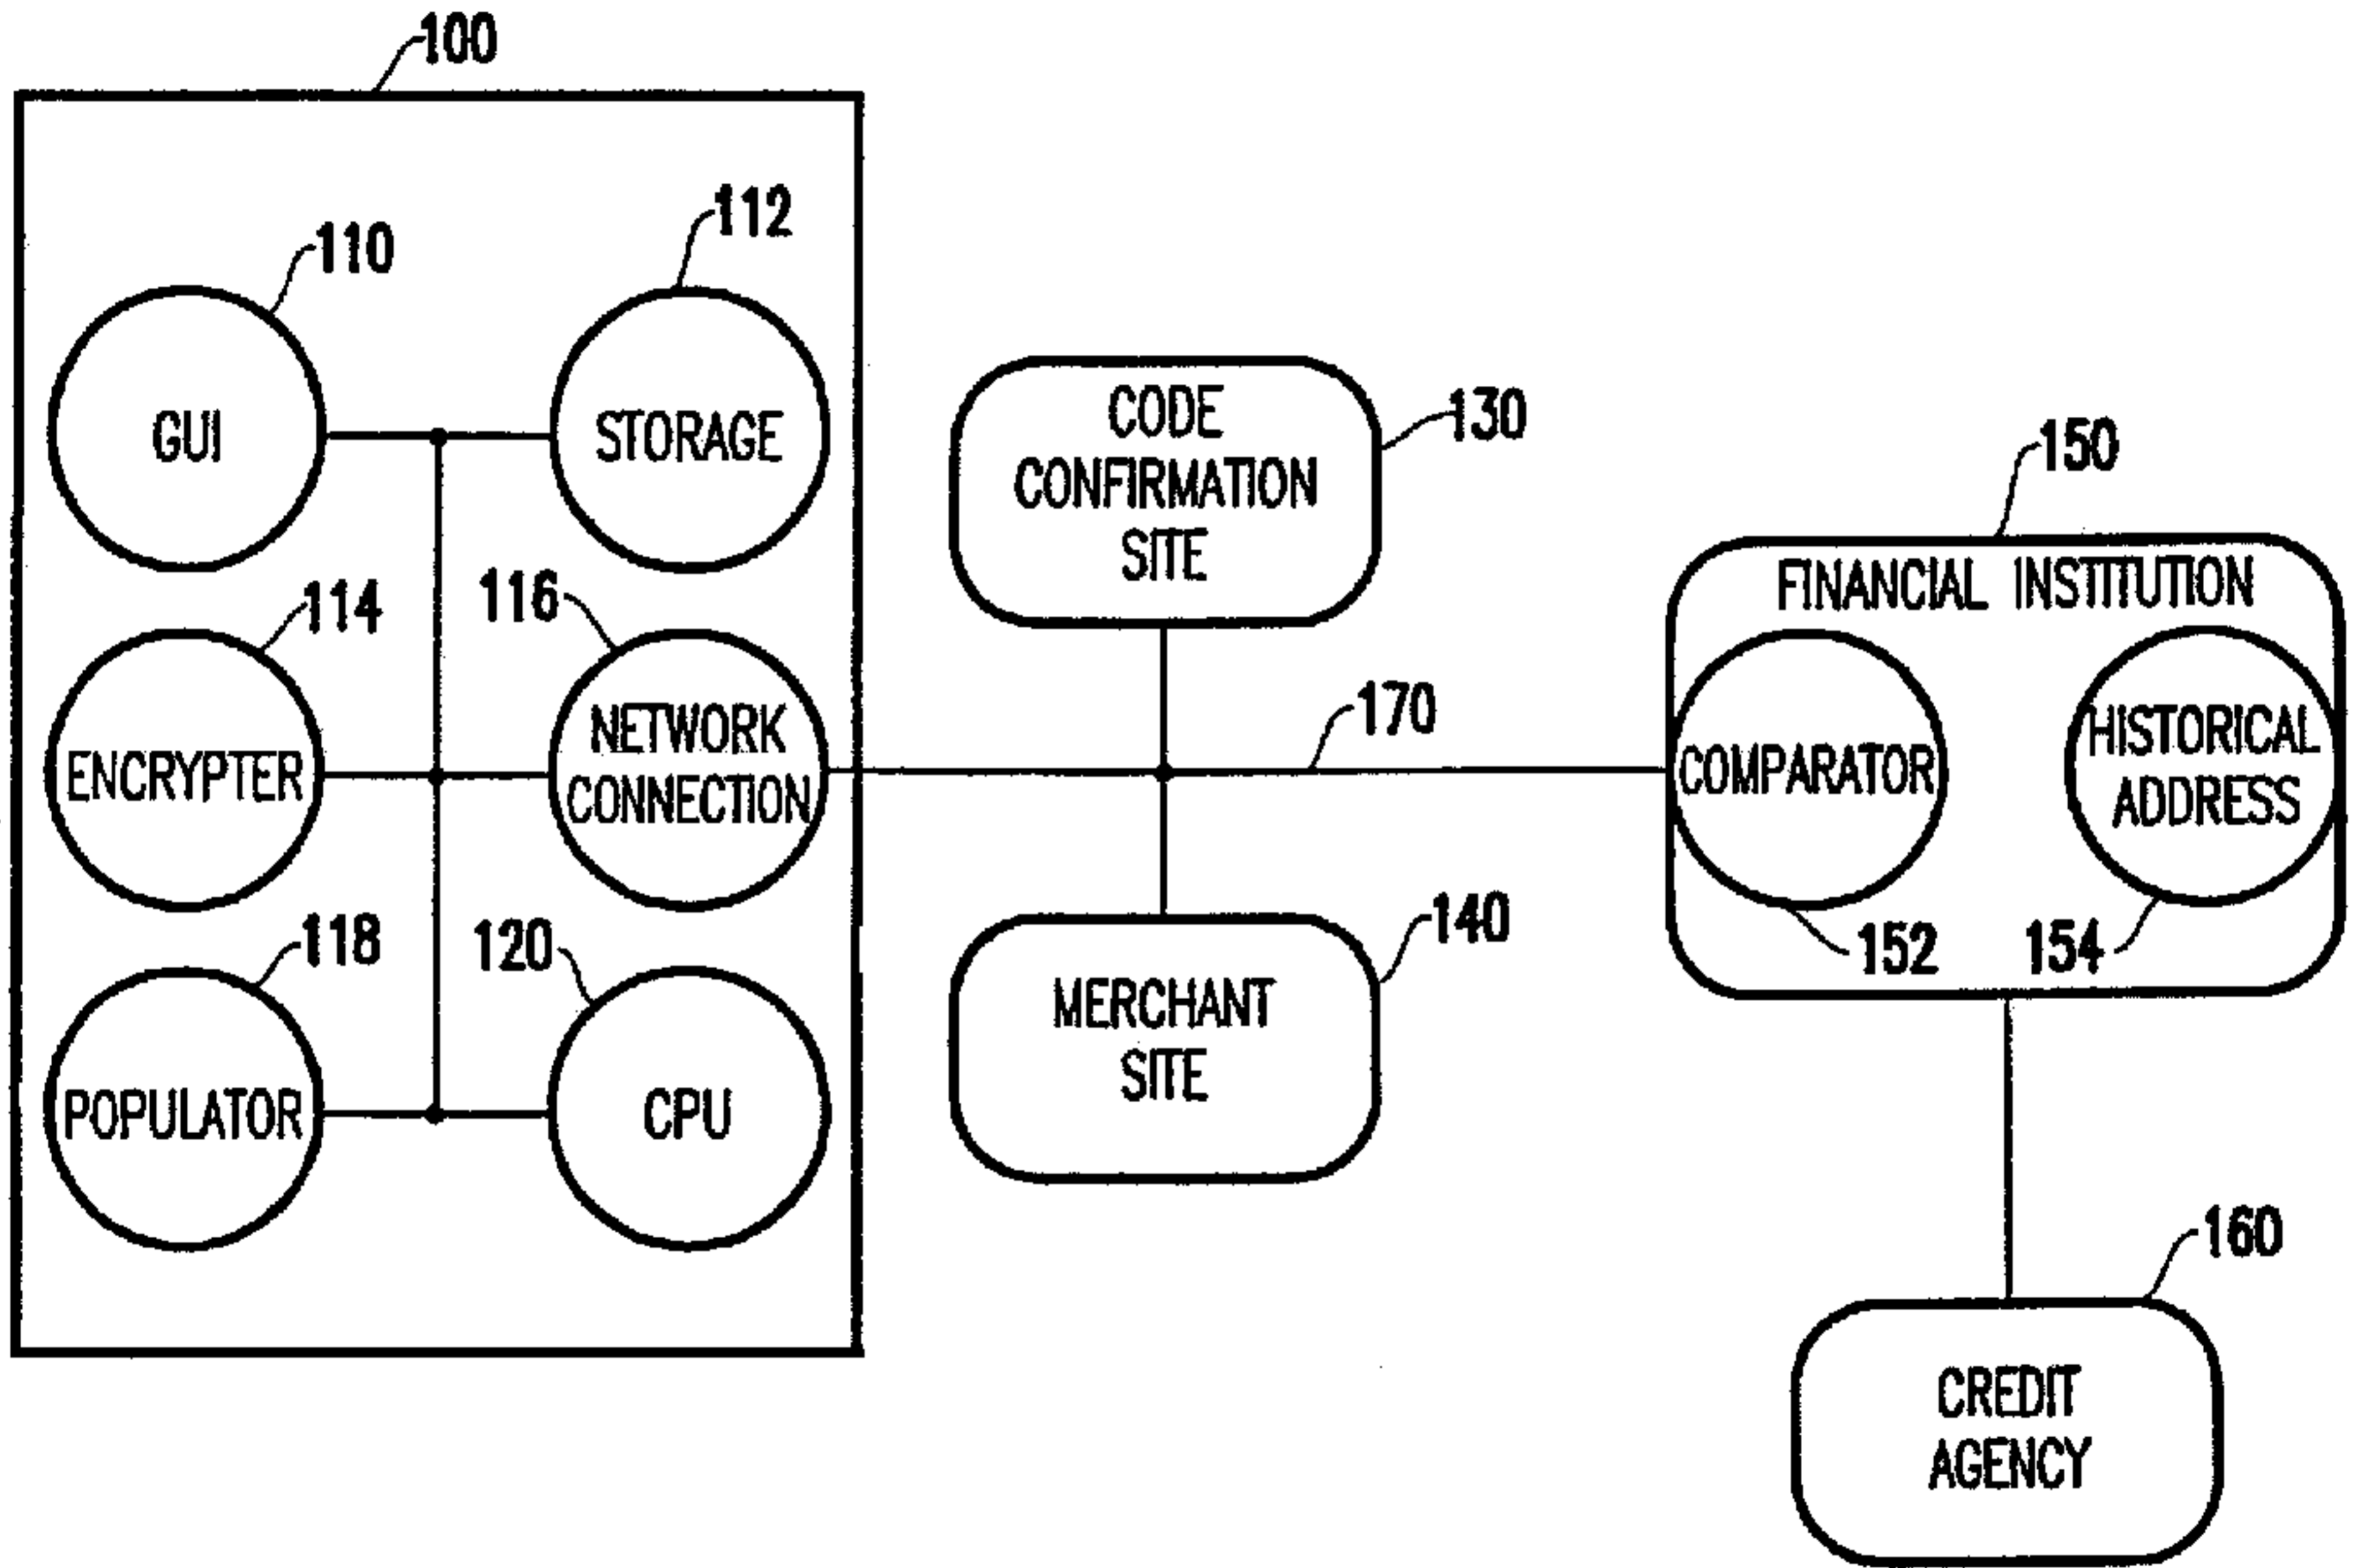 100
110
112
GUI
STORAGE
114
116
ENCRYPTER
NETWORK
CONNECTION
118
120
POPULATOR
CPU
CODE
CONFIRMATION
SITE
130
170
MERCHANT
SITE
140
150
FINANCIAL INSTITUTION
COMPARATOR
HISTORICAL
ADDRESS
152
154
160
CREDIT
AGENCY